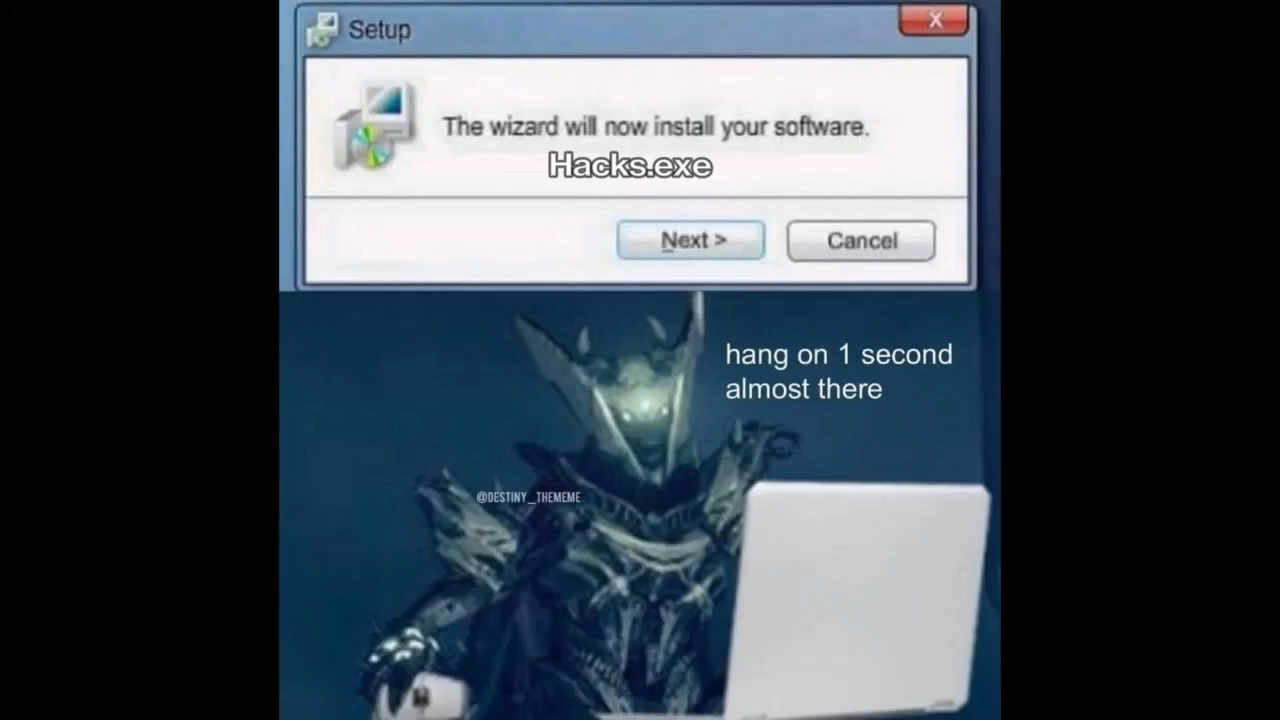 Setup
X
The wizard will now install your software.
Hacks.exe
Next >
Cancel
hang on 1 second
almost there
@DESTINY_THEMEME